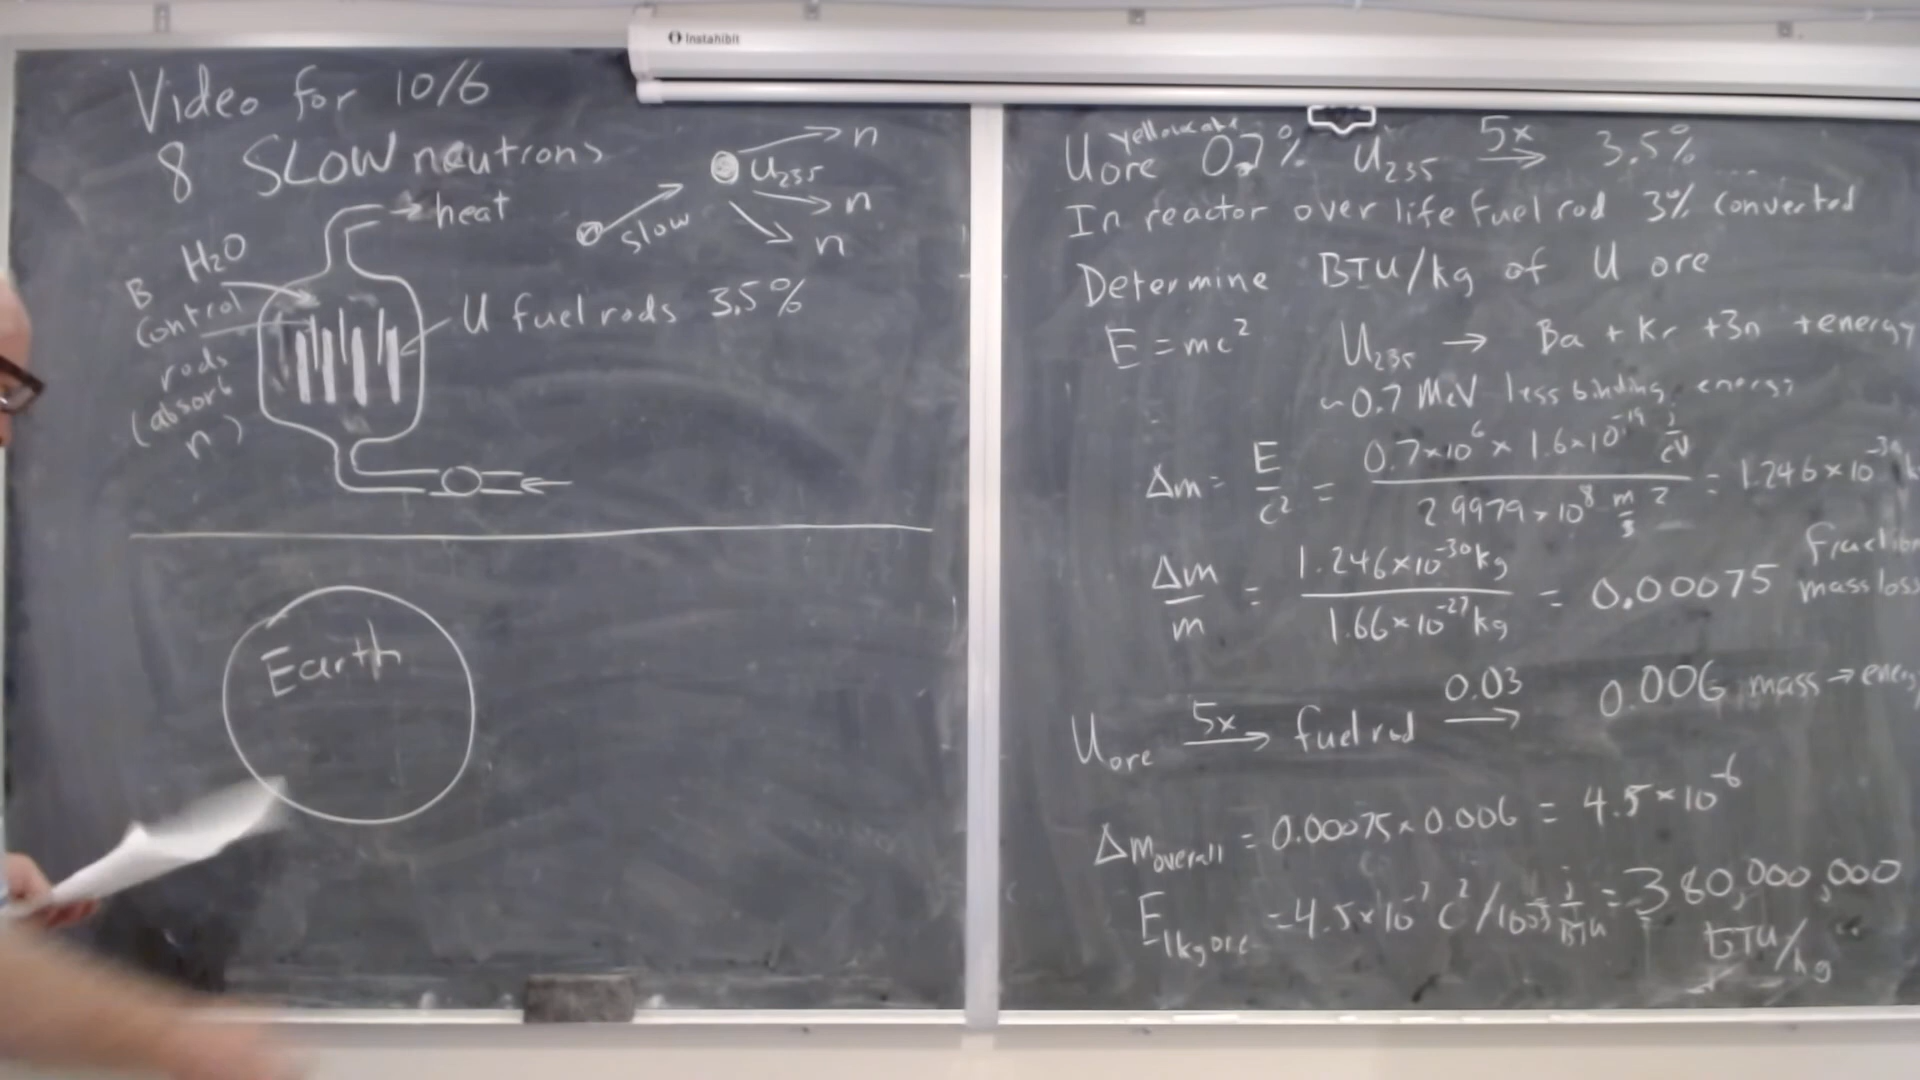 Instahibit
Video for 10/6
8 SLOW neutrons
n
U235
n
n
slow
heat
H2O
B
Control
rods
(absorb
n)
U fuel rods 3.5%
Earth
yellowcake
U ore 0.7% U235 5x → 3.5%
In reactor over life fuel rod 3% converted
Determine BTU/kg of U ore
E = mc²
U235 → Ba + Kr + 3n + energy
~0.7 MeV less binding energy
Δm = E/c² = 0.7×10⁶ × 1.6×10⁻¹⁹ j/eV / 2.9979×10⁸ m/s ² = 1.246×10⁻³⁰ k
Δm/m = 1.246×10⁻³⁰ kg / 1.66×10⁻²⁷ kg = 0.00075 fraction mass loss
U ore 5x → fuel rod 0.03 → 0.006 mass → energy
Δm overall = 0.00075 × 0.006 = 4.5×10⁻⁶
E 1kg ore = 4.5×10 c² / j/BTU = 380,000,000
BTU/kg